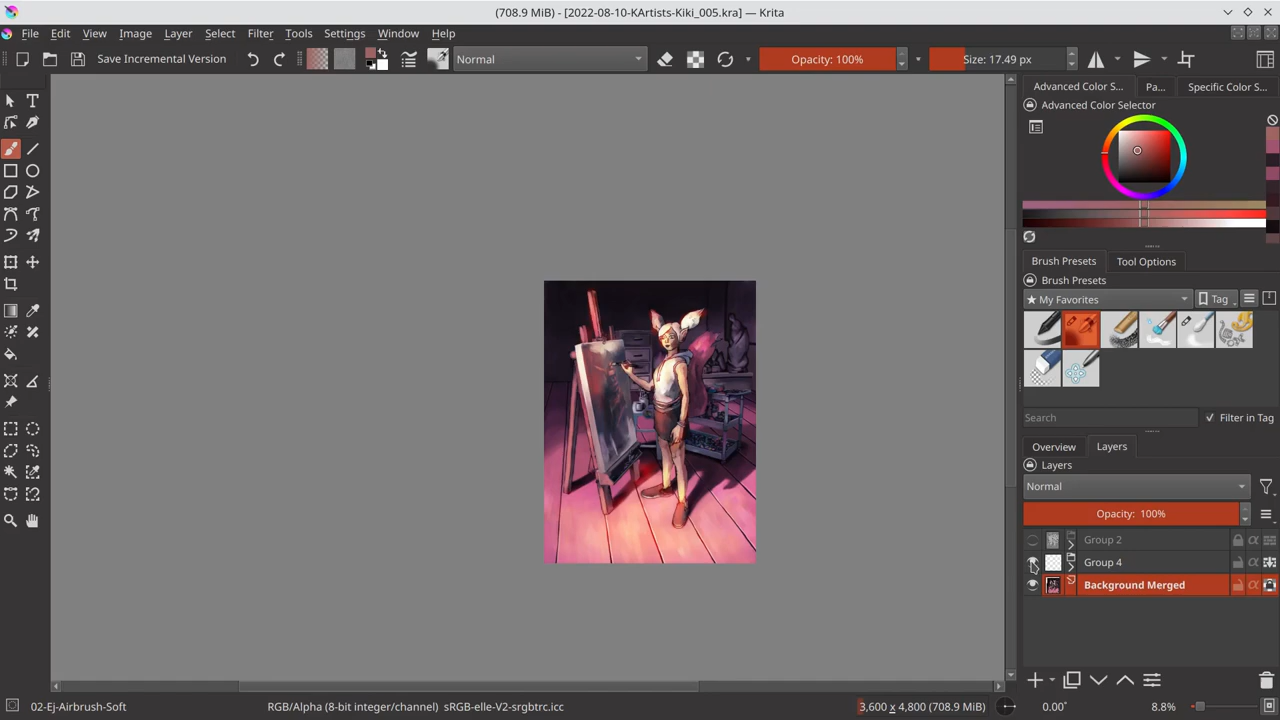 (708.9 MiB) - [2022-08-10-KArtists-Kiki_005.kra] — Krita
File Edit View Image Layer Select Filter Tools Settings Window Help
Save Incremental Version Normal Opacity: 100% Size: 17.49 px
Advanced Color S... Pa... Specific Color S...
Advanced Color Selector
Brush Presets Tool Options
Brush Presets
★ My Favorites Tag
Search Filter in Tag
Overview Layers
Layers
Normal
Opacity: 100%
Group 2
Group 4
Background Merged
02-Ej-Airbrush-Soft RGB/Alpha (8-bit integer/channel) sRGB-elle-V2-srgbtrc.icc 3,600 x 4,800 (708.9 MiB) 0.00° 8.8%